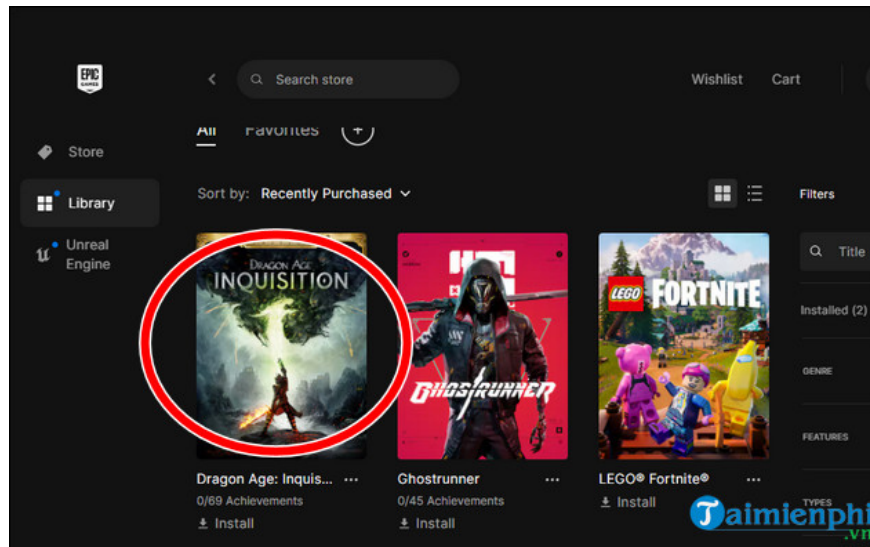 EPIC
GAMES
Search store
Wishlist
Cart
Store
Library
Unreal
Engine
All
Favorites
Sort by: Recently Purchased
Filters
Title
Installed (2)
GENRE
FEATURES
TYPES
DRAGON AGE
INQUISITION
GHOSTRUNNER
LEGO FORTNITE
Dragon Age: Inquis... ...
0/69 Achievements
Install
Ghostrunner ...
0/45 Achievements
Install
LEGO® Fortnite® ...
Install
Taimienphi
.vn